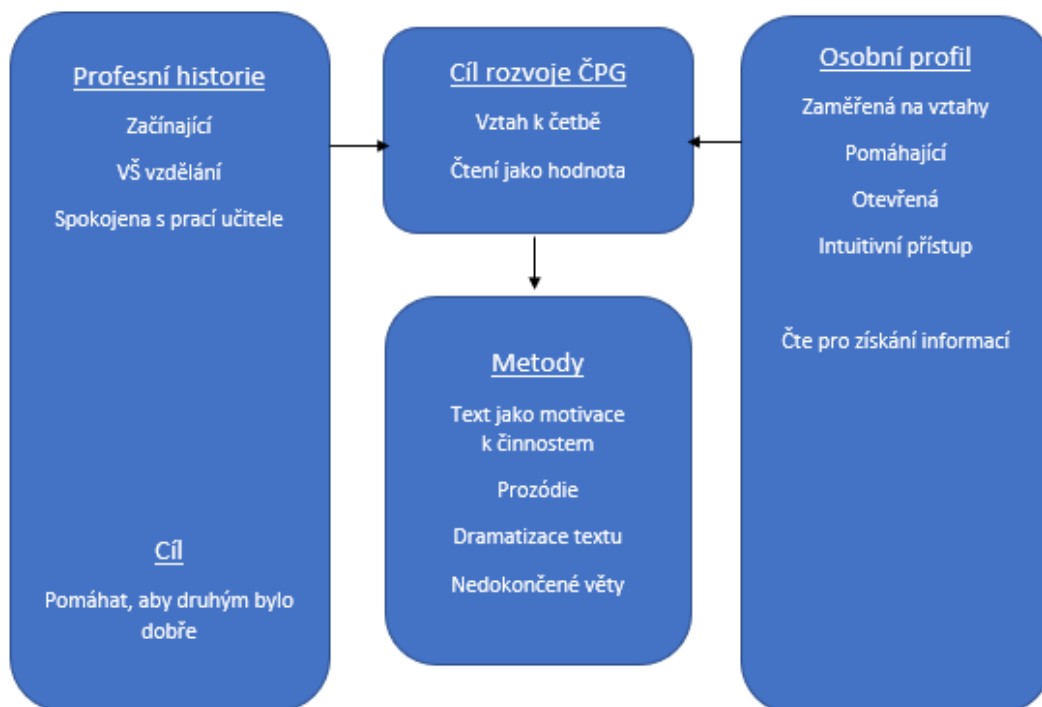 Profesní historie
Začínající
VŠ vzdělání
Spokojena s prací učitele
Cíl
Pomáhat, aby druhým bylo
dobře
Cíl rozvoje ČPG
Vztah k četbě
Čtení jako hodnota
Metody
Text jako motivace
k činnostem
Prozódie
Dramatizace textu
Nedokončené věty
Osobní profil
Zaměřená na vztahy
Pomáhající
Otevřená
Intuitivní přístup
Čte pro získání informací